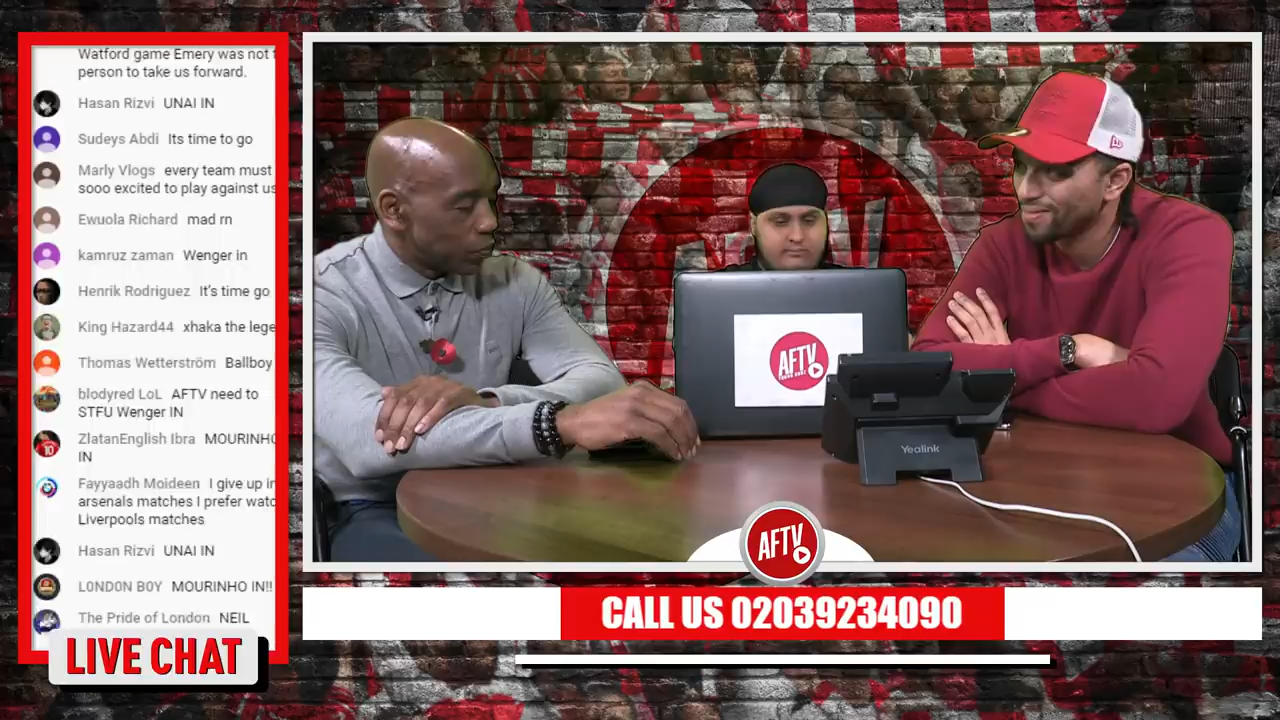 Watford game Emery was not
person to take us forward.
Hasan Rizvi UNAI IN
Sudeys Abdi Its time to go
Marly Vlogs every team must
sooo excited to play against us
Ewuola Richard mad rn
kamruz zaman Wenger in
Henrik Rodriguez It's time go
King Hazard44 xhaka the lege
Thomas Wetterström Ballboy
blodyred LoL AFTV need to
STFU Wenger IN
ZlatanEnglish Ibra MOURINHO
IN
Fayyaadh Moideen I give up in
arsenals matches I prefer watc
Liverpools matches
Hasan Rizvi UNAI IN
L0ND0N B0Y MOURINHO IN!!
The Pride of London NEIL
LIVE CHAT
AFTV
Yealink
AFTV
CALL US 02039234090